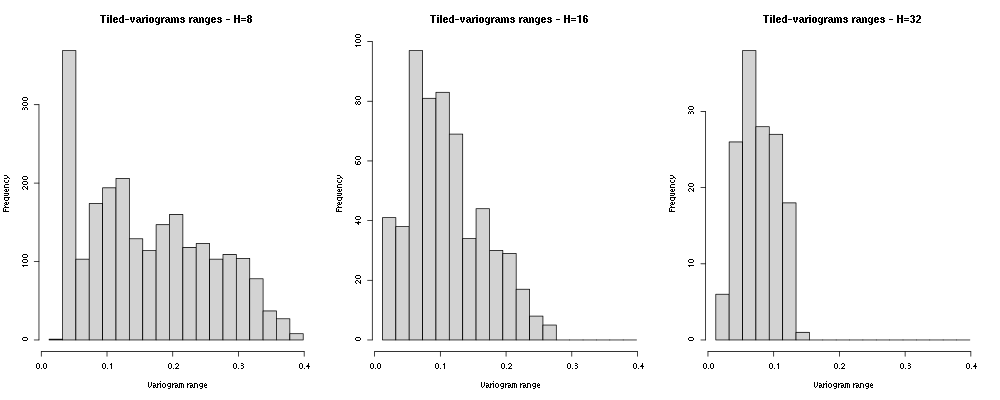 Tiled-variograms ranges - H=8
Frequency
300
200
100
0
0.0 0.1 0.2 0.3 0.4
Variogram range
Tiled-variograms ranges - H=16
Frequency
100
80
60
40
20
0
0.0 0.1 0.2 0.3 0.4
Variogram range
Tiled-variograms ranges - H=32
Frequency
30
20
10
0
0.0 0.1 0.2 0.3 0.4
Variogram range